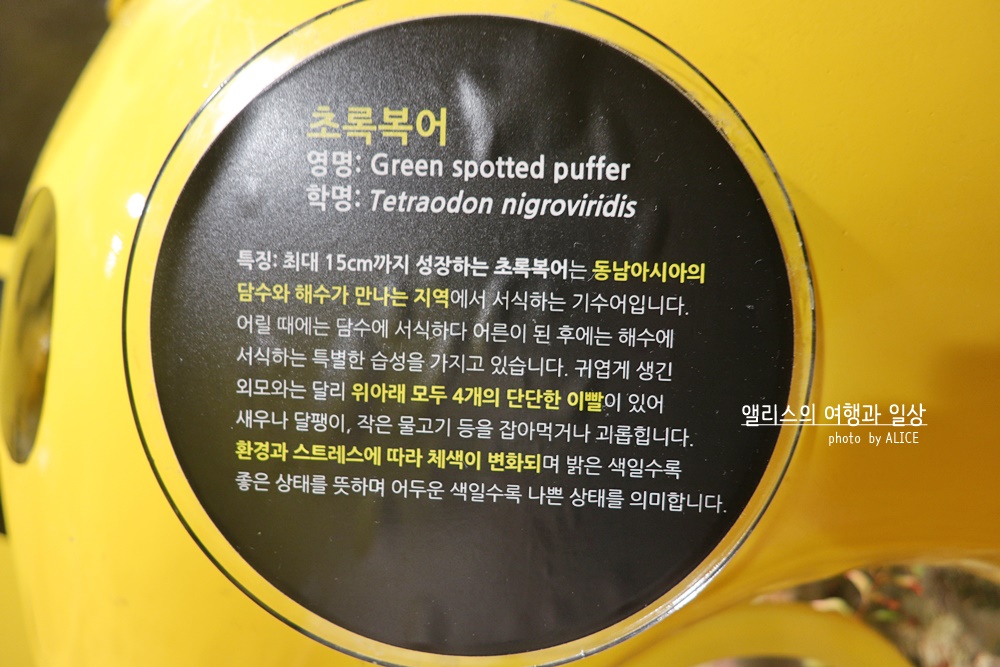 초록복어
영명: Green spotted puffer
학명: Tetraodon nigroviridis
특징: 최대 15cm까지 성장하는 초록복어는 동남아시아의
담수와 해수가 만나는 지역에서 서식하는 기수어입니다.
어릴 때에는 담수에 서식하다 어른이 된 후에는 해수에
서식하는 특별한 습성을 가지고 있습니다. 귀엽게 생긴
외모와는 달리 위아래 모두 4개의 단단한 이빨이 있어
새우나 달팽이, 작은 물고기 등을 잡아먹거나 괴롭힙니다.
환경과 스트레스에 따라 체색이 변화되며 밝은 색일수록
좋은 상태를 뜻하며 어두운 색일수록 나쁜 상태를 의미합니다.
앨리스의 여행과 일상
photo by ALICE